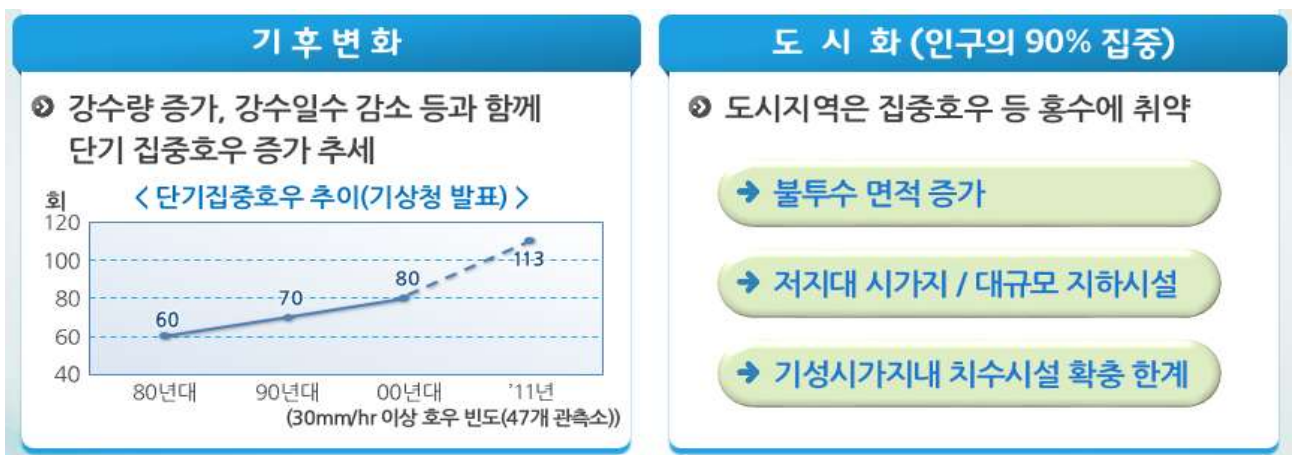 기후변화
강수량 증가, 강수일수 감소 등과 함께
단기 집중호우 증가 추세
회
< 단기집중호우 추이(기상청 발표) >
120
100
80
60
40
60
70
80
113
80년대 90년대 00년대 '11년
(30mm/hr 이상 호우 빈도(47개 관측소))
도 시 화 (인구의 90% 집중)
도시지역은 집중호우 등 홍수에 취약
불투수 면적 증가
저지대 시가지 / 대규모 지하시설
기성시가지내 치수시설 확충 한계